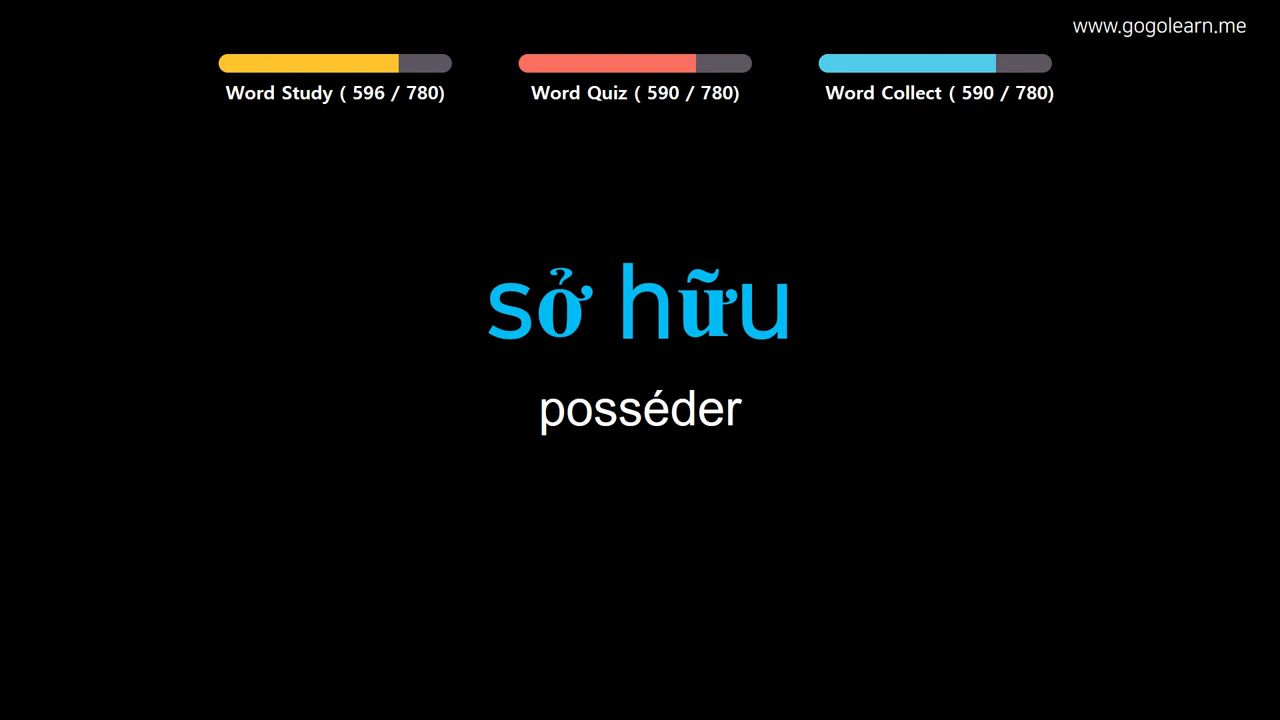 www.gogolearn.me
Word Study ( 596 / 780)
Word Quiz ( 590 / 780)
Word Collect ( 590 / 780)
sở hữu
posséder